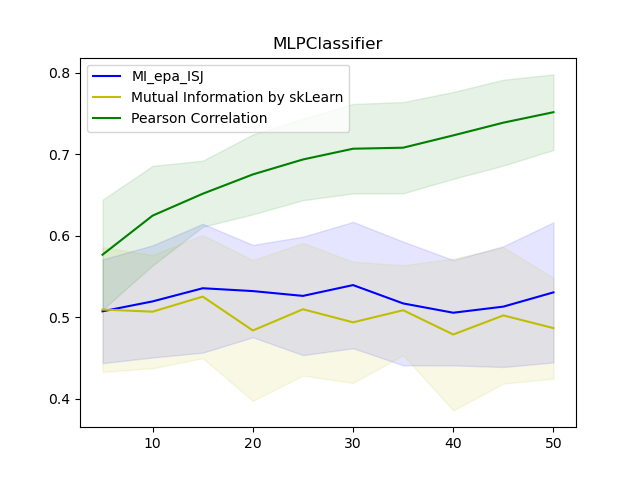 MLPClassifier
MI_epa_ISJ
Mutual Information by skLearn
Pearson Correlation
0.8
0.7
0.6
0.5
0.4
10 20 30 40 50